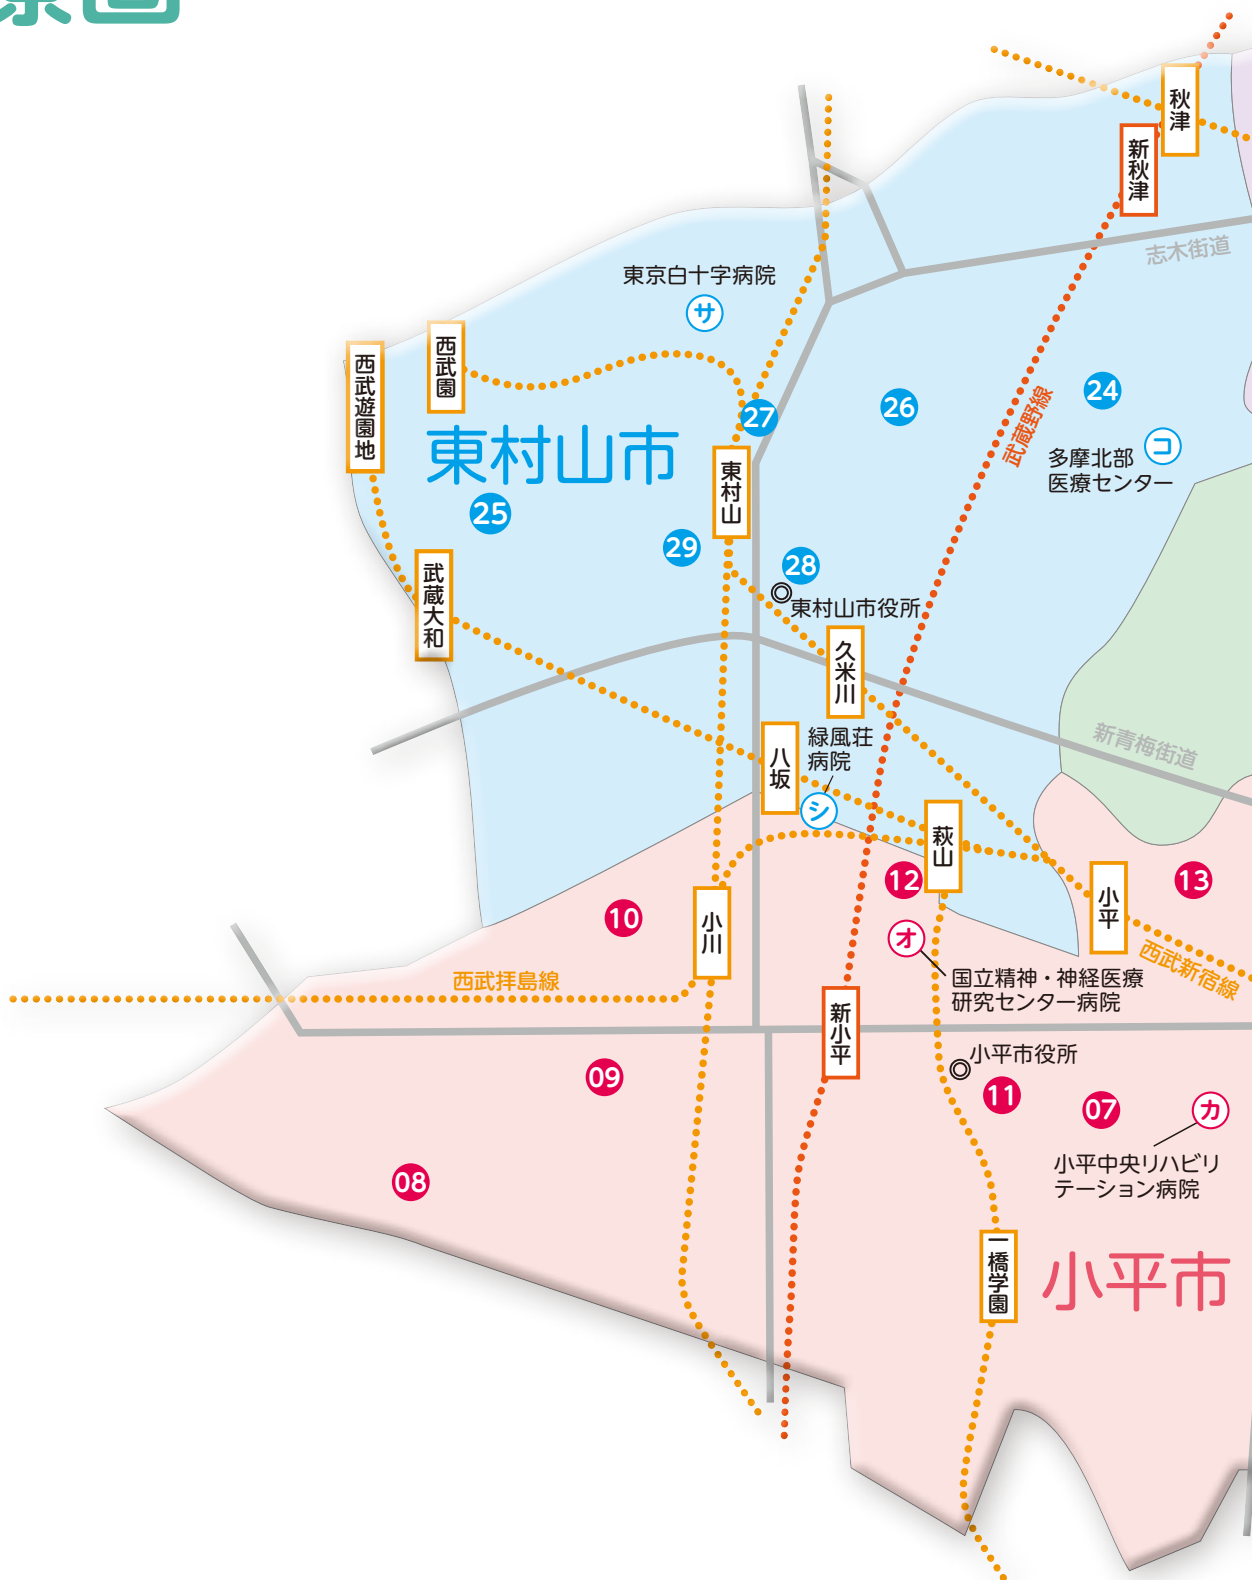 秋津
新秋津
志木街道
東京白十字病院
サ
西武園
西武遊園地
武蔵野線
24
26
27
東村山市
コ
多摩北部
医療センター
東村山
25
29
28
武蔵大和
東村山市役所
久米川
新青梅街道
緑風荘
病院
八坂
シ
萩山
12
13
小平
10
小川
オ
西武新宿線
西武拝島線
国立精神・神経医療
研究センター病院
新小平
小平市役所
09
11
07
カ
小平中央リハビリ
テーション病院
08
一橋学園
小平市